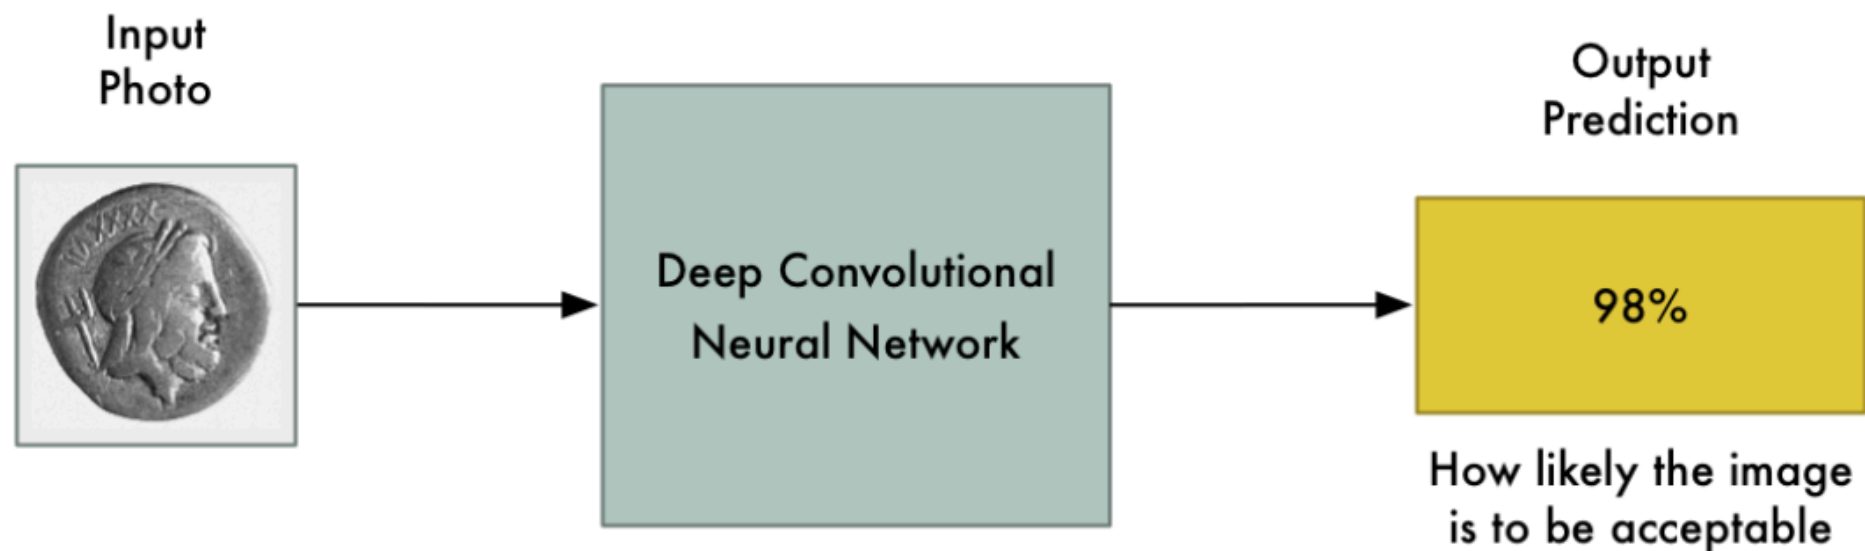 Input
Photo
Deep Convolutional
Neural Network
Output
Prediction
98%
How likely the image
is to be acceptable